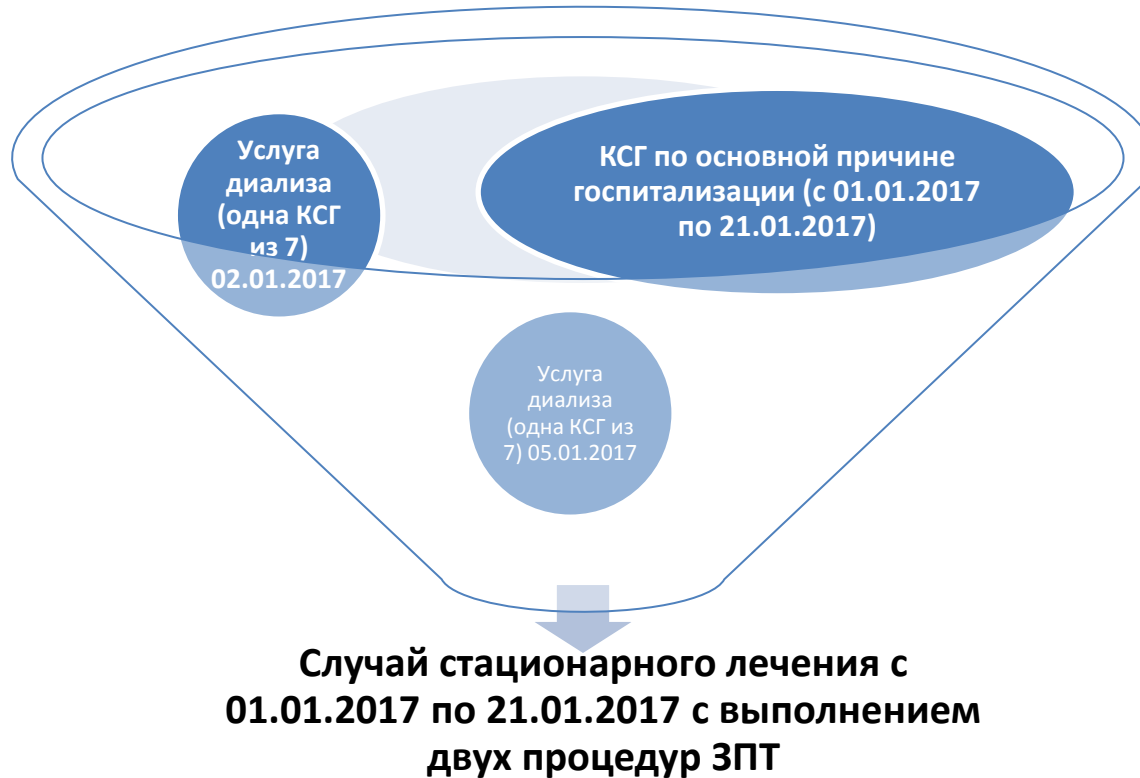 Услуга
диализа
(одна КСГ
из 7)
02.01.2017
КСГ по основной причине
госпитализации (с 01.01.2017
по 21.01.2017)
Услуга
диализа
(одна КСГ из
7) 05.01.2017
Случай стационарного лечения с
01.01.2017 по 21.01.2017 с выполнением
двух процедур ЗПТ